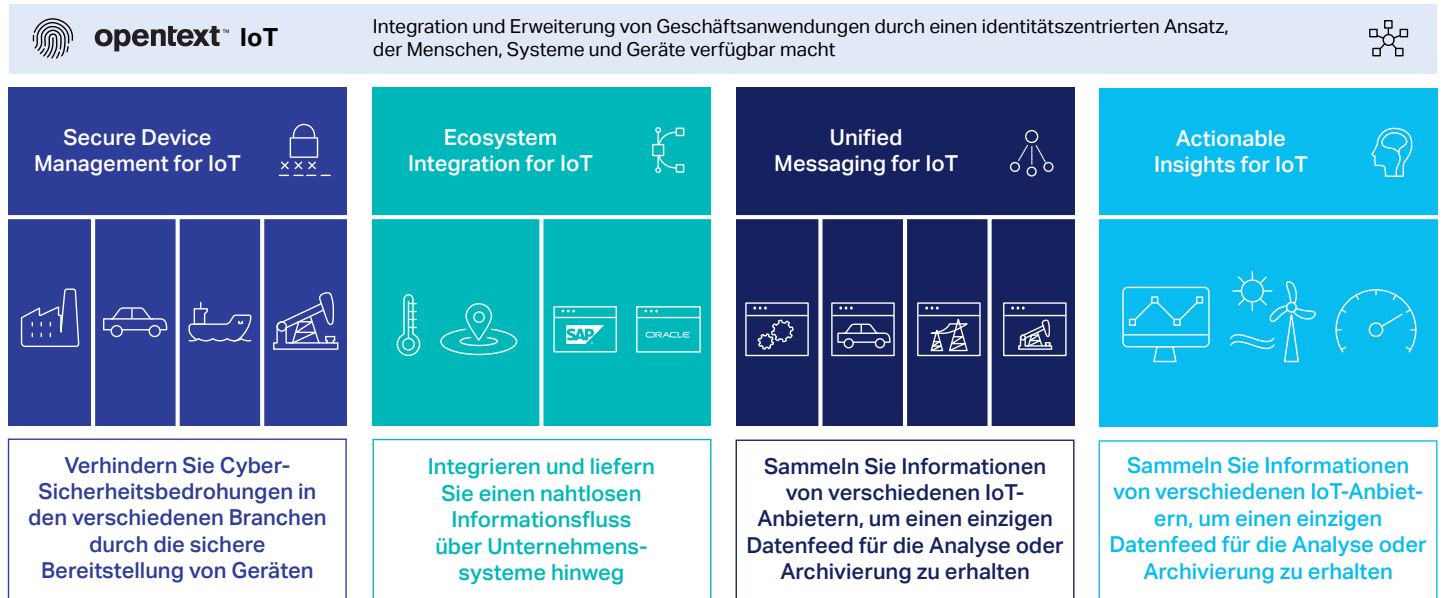 opentext™ IoT
Integration und Erweiterung von Geschäftsanwendungen durch einen identitätszentrierten Ansatz,
der Menschen, Systeme und Geräte verfügbar macht
Secure Device
Management for IoT
Ecosystem
Integration for IoT
Unified
Messaging for IoT
Actionable
Insights for IoT
SAP
ORACLE
Verhindern Sie Cyber-
Sicherheitsbedrohungen in
den verschiedenen Branchen
durch die sichere
Bereitstellung von Geräten
Integrieren und liefern
Sie einen nahtlosen
Informationsfluss
über Unternehmens-
systeme hinweg
Sammeln Sie Informationen
von verschiedenen IoT-
Anbietern, um einen einzigen
Datenfeed für die Analyse oder
Archivierung zu erhalten
Sammeln Sie Informationen
von verschiedenen IoT-Anbiet-
ern, um einen einzigen
Datenfeed für die Analyse oder
Archivierung zu erhalten